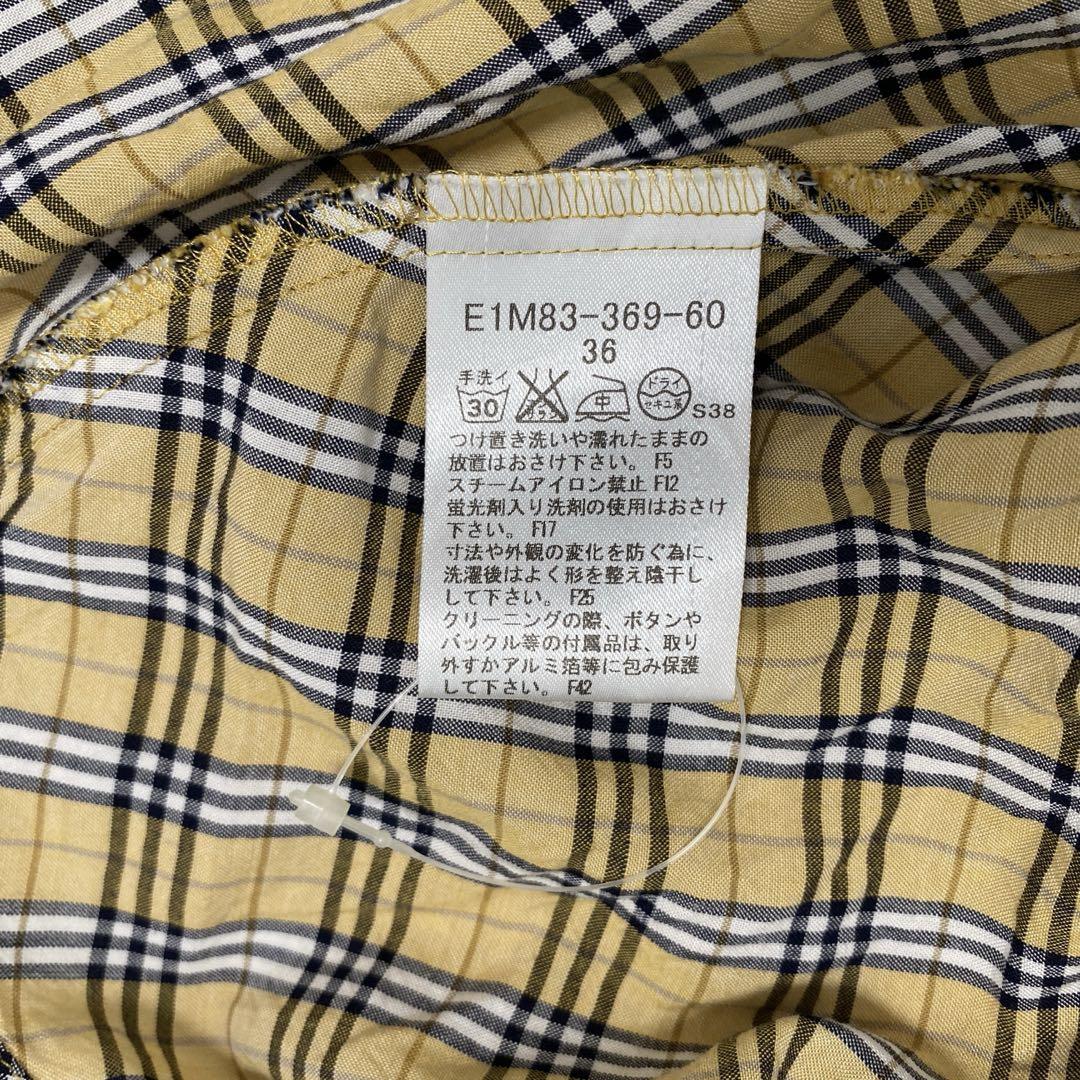 E1M83-369-60
36
手洗イ ドライ
30 中 S38
つけ置き洗いや濡れたままの
放置はおさけ下さい。 F5
スチームアイロン禁止 F12
蛍光剤入り洗剤の使用はおさけ
下さい。 F17
寸法や外観の変化を防ぐ為に、
洗濯後はよく形を整え陰干し
して下さい。 F25
クリーニングの際、ボタンや
バックル等の付属品は、取り
外すかアルミ箔等に包み保護
して下さい。 F42